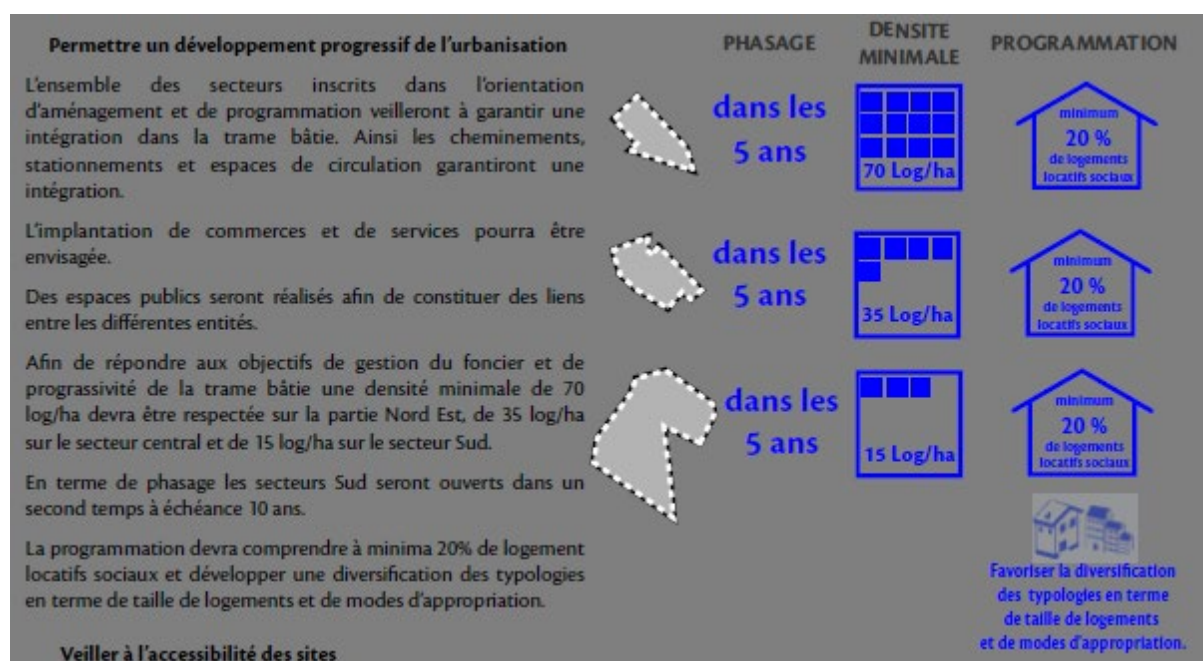 Permettre un développement progressif de l'urbanisation
L'ensemble des secteurs inscrits dans l'orientation
d'aménagement et de programmation veilleront à garantir une
intégration dans la trame bâtie. Ainsi les cheminements,
stationnements et espaces de circulation garantiront une
intégration.
L'implantation de commerces et de services pourra être
envisagée.
Des espaces publics seront réalisés afin de constituer des liens
entre les différentes entités.
Afin de répondre aux objectifs de gestion du foncier et de
prograssivité de la trame bâtie une densité minimale de 70
log/ha devra être respectée sur la partie Nord Est, de 35 log/ha
sur le secteur central et de 15 log/ha sur le secteur Sud.
En terme de phasage les secteurs Sud seront ouverts dans un
second temps à échéance 10 ans.
La programmation devra comprendre à minima 20% de logement
locatifs sociaux et développer une diversification des typologies
en terme de taille de logements et de modes d'appropriation.
Veiller à l'accessibilité des sites
PHASAGE
DENSITE
MINIMALE
PROGRAMMATION
dans les
5 ans
70 Log/ha
minimum
20 %
de logements
locatifs sociaux
dans les
5 ans
35 Log/ha
minimum
20 %
de logements
locatifs sociaux
dans les
5 ans
15 Log/ha
minimum
20 %
de logements
locatifs sociaux
Favoriser la diversification
des typologies en terme
de taille de logements
et de modes d'appropriation.